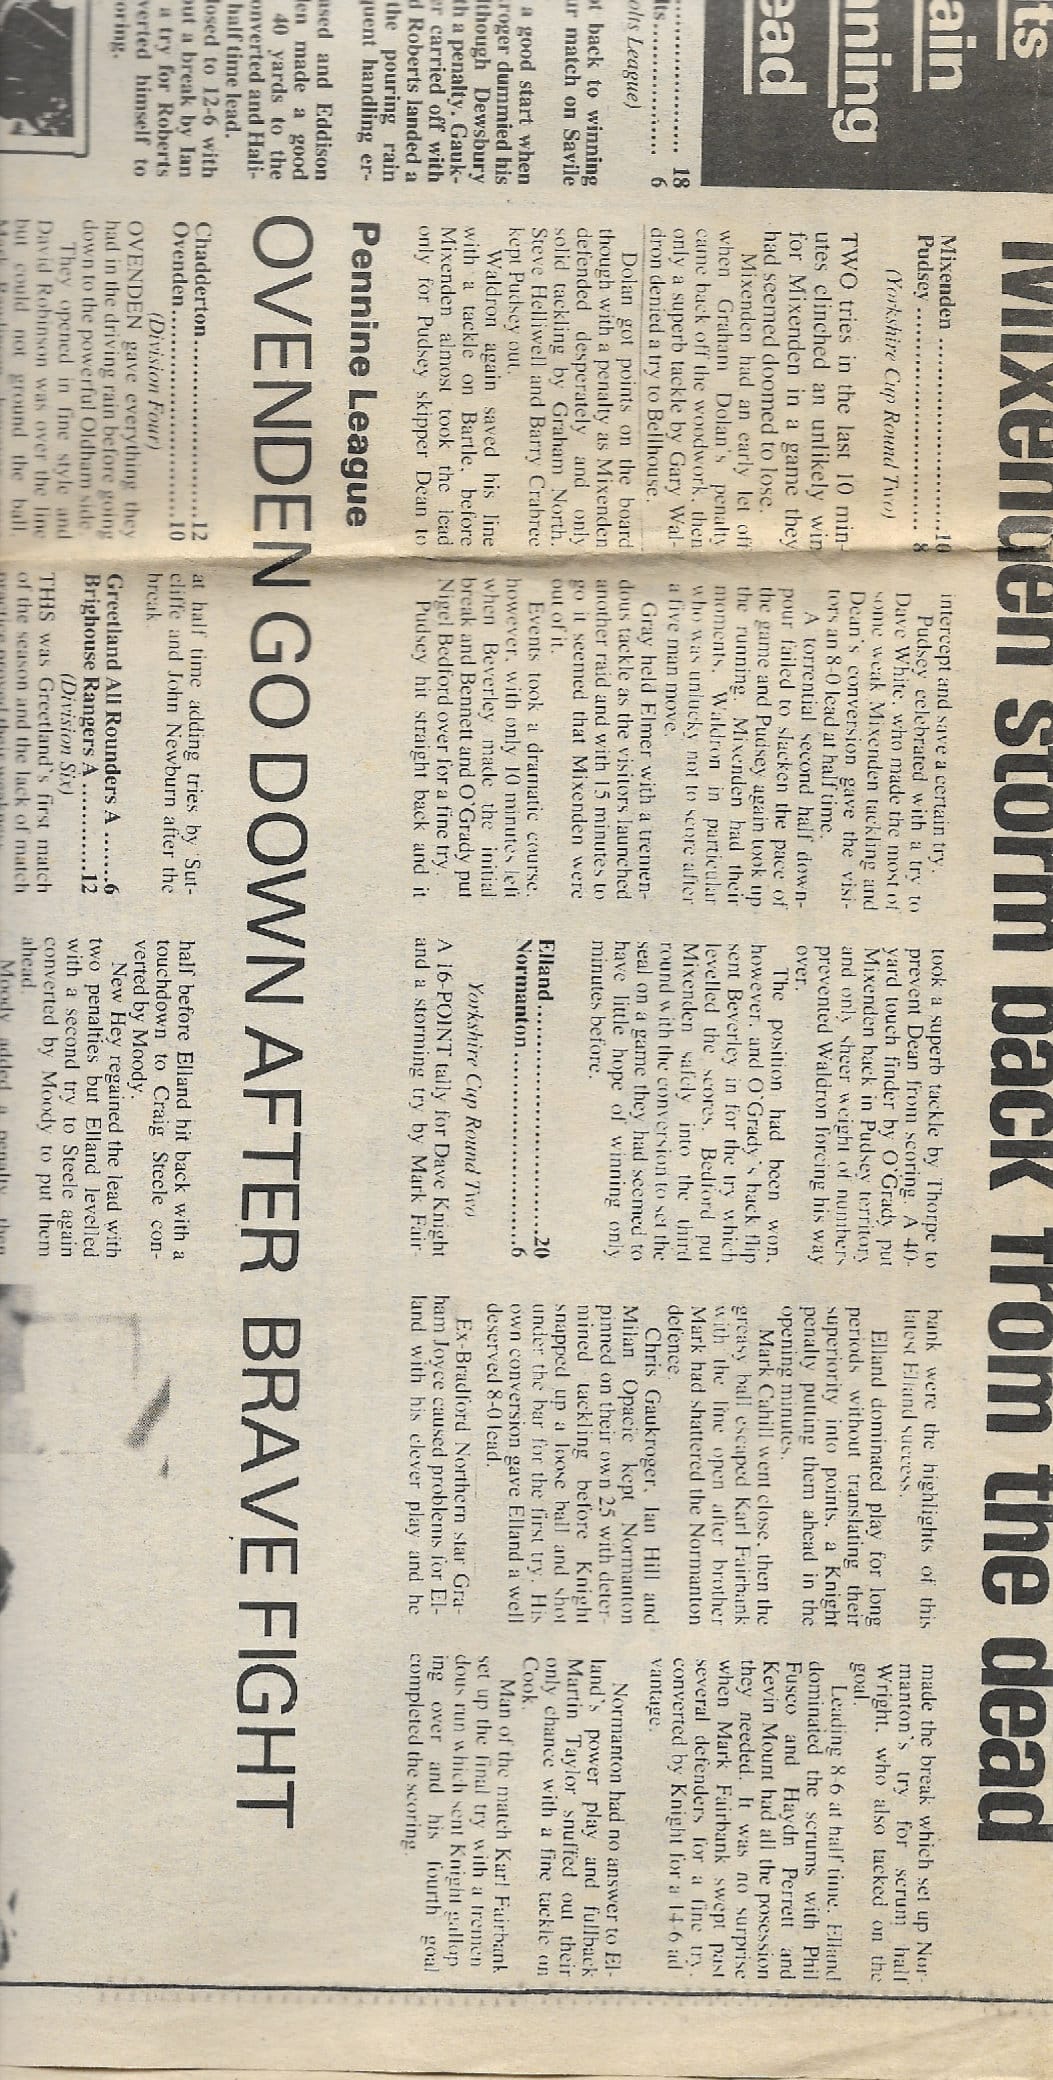 ts
ain
ning
ead
................ 18
lts............... 6
olts League)
t back to winning
ur match on Savile
a good start when
roger dummied his
lthough Dewsbury
th a penalty. Gauk-
er carried off with
d Roberts landed a
the pouring rain
quent handling er-
ased and Eddison
en made a good
40 yards to the
onverted and Hali-
half time lead.
losed to 12-6 with
out a break by Ian
a try for Roberts
verted himself to
oring.
Mixenden storm back from the dead
Mixenden ........................10
Pudsey ........................... 8
(Yorkshire Cup Round Two)
TWO tries in the last 10 min-
utes clinched an unlikely win
for Mixenden in a game they
had seemed doomed to lose.
Mixenden had an early let off
when Graham Dolan's penalty
came back off the woodwork, then
only a superb tackle by Gary Wal-
dron denied a try to Bellhouse.
Dolan got points on the board
though with a penalty as Mixenden
defended desperately and only
solid tackling by Graham North,
Steve Helliwell and Barry Crabree
kept Pudsey out.
Waldron again saved his line
with a tackle on Bartle, before
Mixenden almost took the lead
only for Pudsey skipper Dean to
intercept and save a certain try.
Pudsey celebrated with a try to
Dave White, who made the most of
some weak Mixenden tackling and
Dean's conversion gave the visi-
tors an 8-0 lead at half time.
A torrential second half down-
pour failed to slacken the pace of
the game and Pudsey again took up
the running. Mixenden had their
moments, Waldron in particular
who was unlucky not to score after
a five man move.
Gray held Elmer with a tremen-
dous tackle as the visitors launched
another raid and with 15 minutes to
go it seemed that Mixenden were
out of it.
Events took a dramatic course,
however, with only 10 minutes left
when Beverley made the initial
break and Bennett and O'Grady put
Nigel Bedford over for a fine try.
Pudsey hit straight back and it
took a superb tackle by Thorpe to
prevent Dean from scoring. A 40-
yard touch finder by O'Grady put
Mixenden back in Pudsey territory
and only sheer weight of numbers
prevented Waldron forcing his way
over.
The position had been won,
however, and O'Grady's back flip
sent Beverley in for the try which
levelled the scores, Bedford put
Mixenden safely into the third
round with the conversion to set the
seal on a game they had seemed to
have little hope of winning only
minutes before.
Elland............................20
Normanton......................6
Yorkshire Cup Round Two)
A 16-POINT tally for Dave Knight
and a storming try by Mark Fair-
bank were the highlights of this
latest Elland success.
Elland dominated play for long
periods without translating their
superiority into points, a Knight
penalty putting them ahead in the
opening minutes.
Mark Cahill went close, then the
greasy ball escaped Karl Fairbank
with the line open after brother
Mark had shattered the Normanton
defence.
Chris Gaukroger, Ian Hill and
Milan Opacic kept Normanton
pinned on their own 25 with deter-
mined tackling before Knight
snapped up a loose ball and shot
under the bar for the first try. His
own conversion gave Elland a well
deserved 8-0 lead.
Ex-Bradford Northern star Gra-
ham Joyce caused problems for El-
land with his clever play and he
made the break which set up Nor-
manton's try for scrum half
Wright, who also tacked on the
goal.
Leading 8-6 at half time, Elland
dominated the scrums with Phil
Fusco and Haydn Perrett and
Kevin Mount had all the posession
they needed. It was no surprise
when Mark Fairbank swept past
several defenders for a fine try,
converted by Knight for a 14-6 ad
vantage.
Normanton had no answer to El-
land's power play and fullback
Martin Taylor snuffed out their
only chance with a fine tackle on
Cook.
Man of the match Karl Fairbank
set up the final try with a tremen
dous run which sent Knight gallop
ing over and his fourth goal
completed the scoring.
Pennine League
OVENDEN GO DOWN AFTER BRAVE FIGHT
Chadderton........................12
Ovenden...........................10
(Division Four)
OVENDEN gave everything they
had in the driving rain before going
down to the powerful Oldham side.
They opened in fine style and
David Robinson was over the line
but could not ground the ball.
at half time adding tries by Sut-
cliffe and John Newburn after the
break.
Greetland All Rounders A .......6
Brighouse Rangers A ............12
(Division Six)
THIS was Greetland's first match
of the season and the lack of match
half before Elland hit back with a
touchdown to Craig Steele con-
verted by Moody.
New Hey regained the lead with
two penalties but Elland levelled
with a second try to Steele again
converted by Moody to put them
ahead.
Moody added a penalty then